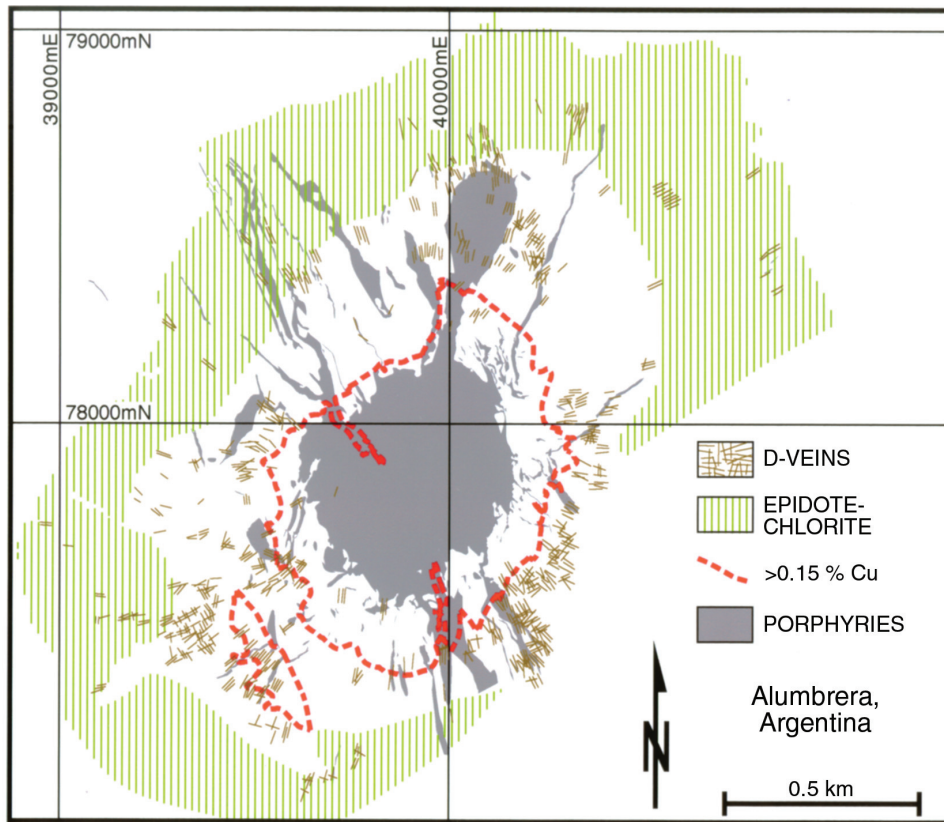 79000mN
39000mE
40000mE
78000mN
D-VEINS
EPIDOTE-
CHLORITE
>0.15 % Cu
PORPHYRIES
Alumbrera,
Argentina
N
0.5 km